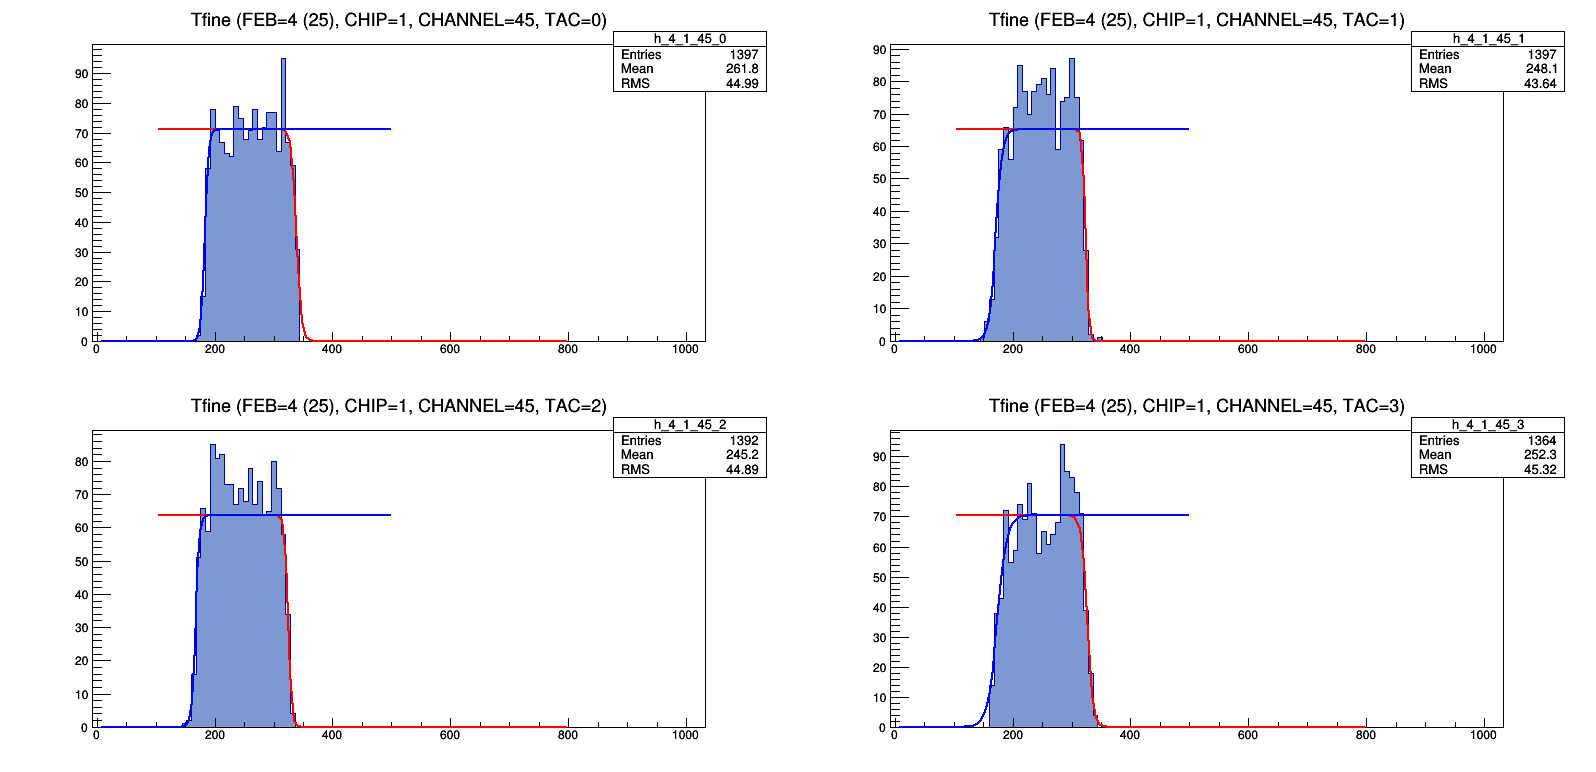 Tfine (FEB=4 (25), CHIP=1, CHANNEL=45, TAC=0)
h_4_1_45_0
Entries 1397
Mean 261.8
RMS 44.99
90
80
70
60
50
40
30
20
10
0
0 200 400 600 800 1000
Tfine (FEB=4 (25), CHIP=1, CHANNEL=45, TAC=1)
h_4_1_45_1
Entries 1397
Mean 248.1
RMS 43.64
90
80
70
60
50
40
30
20
10
0
0 200 400 600 800 1000
Tfine (FEB=4 (25), CHIP=1, CHANNEL=45, TAC=2)
h_4_1_45_2
Entries 1392
Mean 245.2
RMS 44.89
80
70
60
50
40
30
20
10
0
0 200 400 600 800 1000
Tfine (FEB=4 (25), CHIP=1, CHANNEL=45, TAC=3)
h_4_1_45_3
Entries 1364
Mean 252.3
RMS 45.32
90
80
70
60
50
40
30
20
10
0
0 200 400 600 800 1000